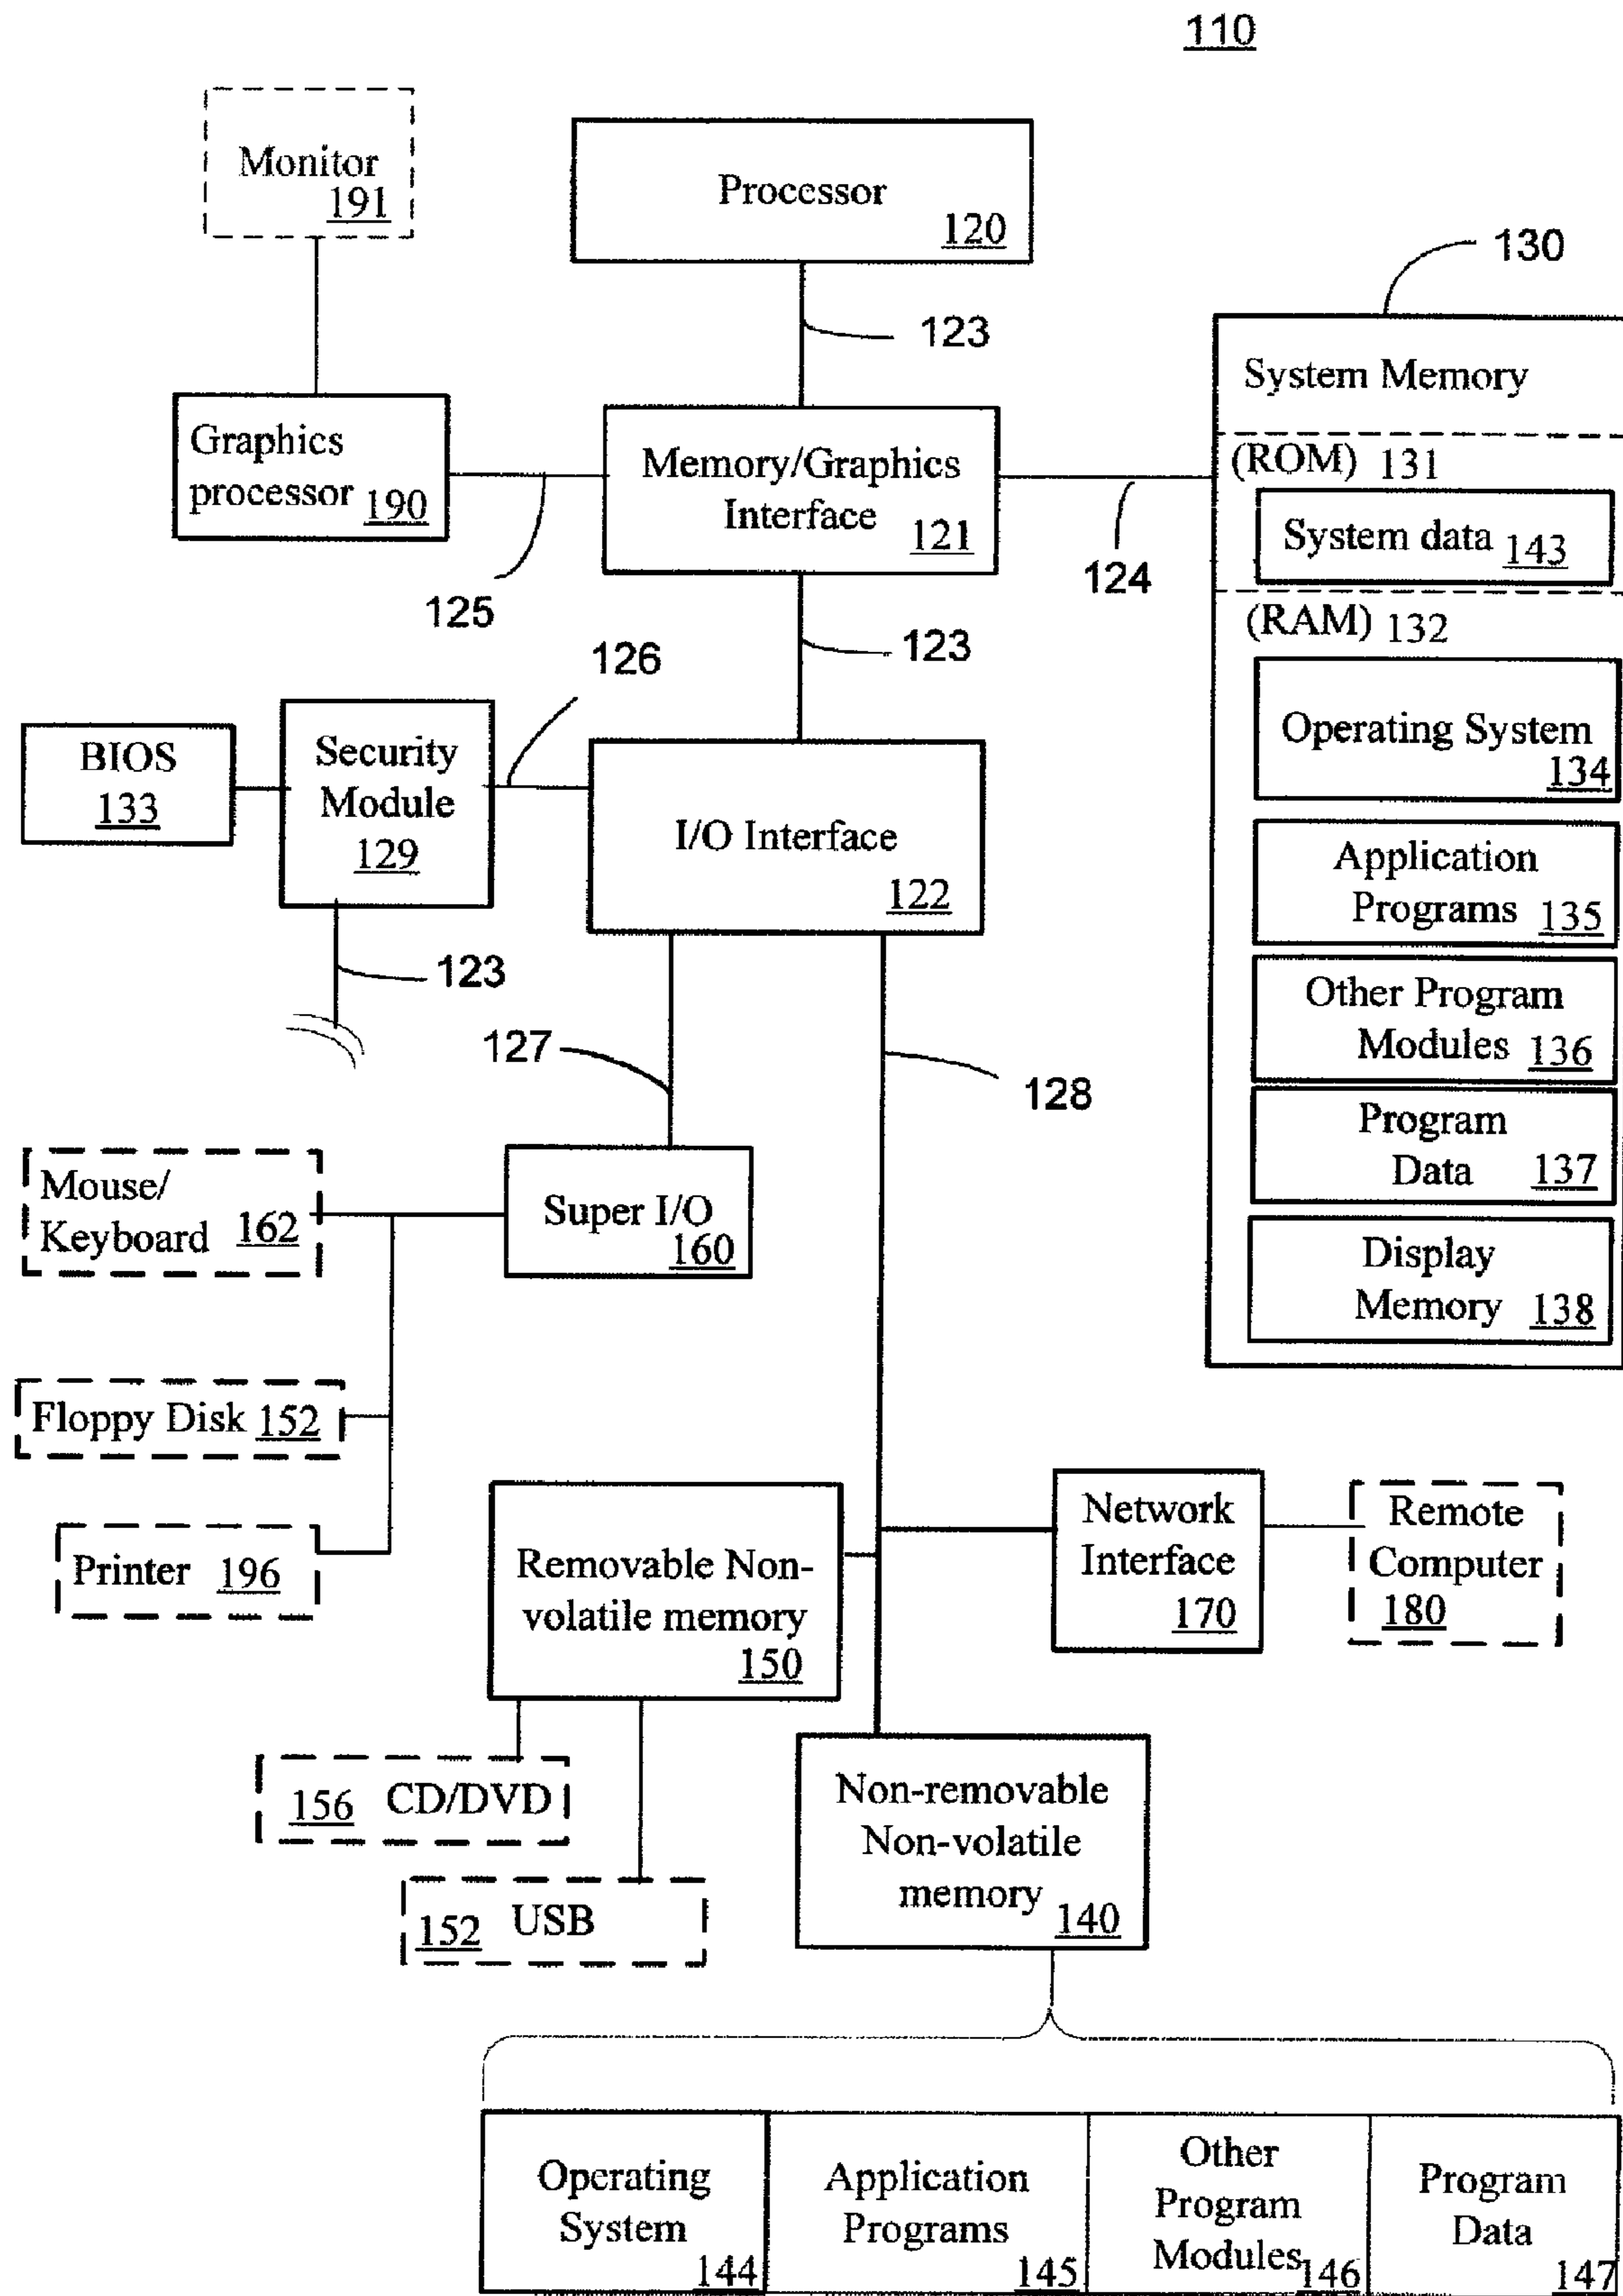 110
Monitor
191
Processor
120
123
130
System Memory
(ROM) 131
System data 143
Graphics
processor 190
125
Memory/Graphics
Interface
121
124
123
(RAM) 132
Operating System
134
Application
Programs 135
Other Program
Modules 136
Program
Data 137
Display
Memory 138
126
BIOS
133
Security
Module
129
123
I/O Interface
122
127
128
Mouse/
Keyboard 162
Super I/O
160
Floppy Disk 152
Printer 196
Removable Non-
volatile memory
150
Network
Interface
170
Remote
Computer
180
156 CD/DVD
152 USB
Non-removable
Non-volatile
memory
140
Operating
System
144
Application
Programs
145
Other
Program
Modules 146
Program
Data
147